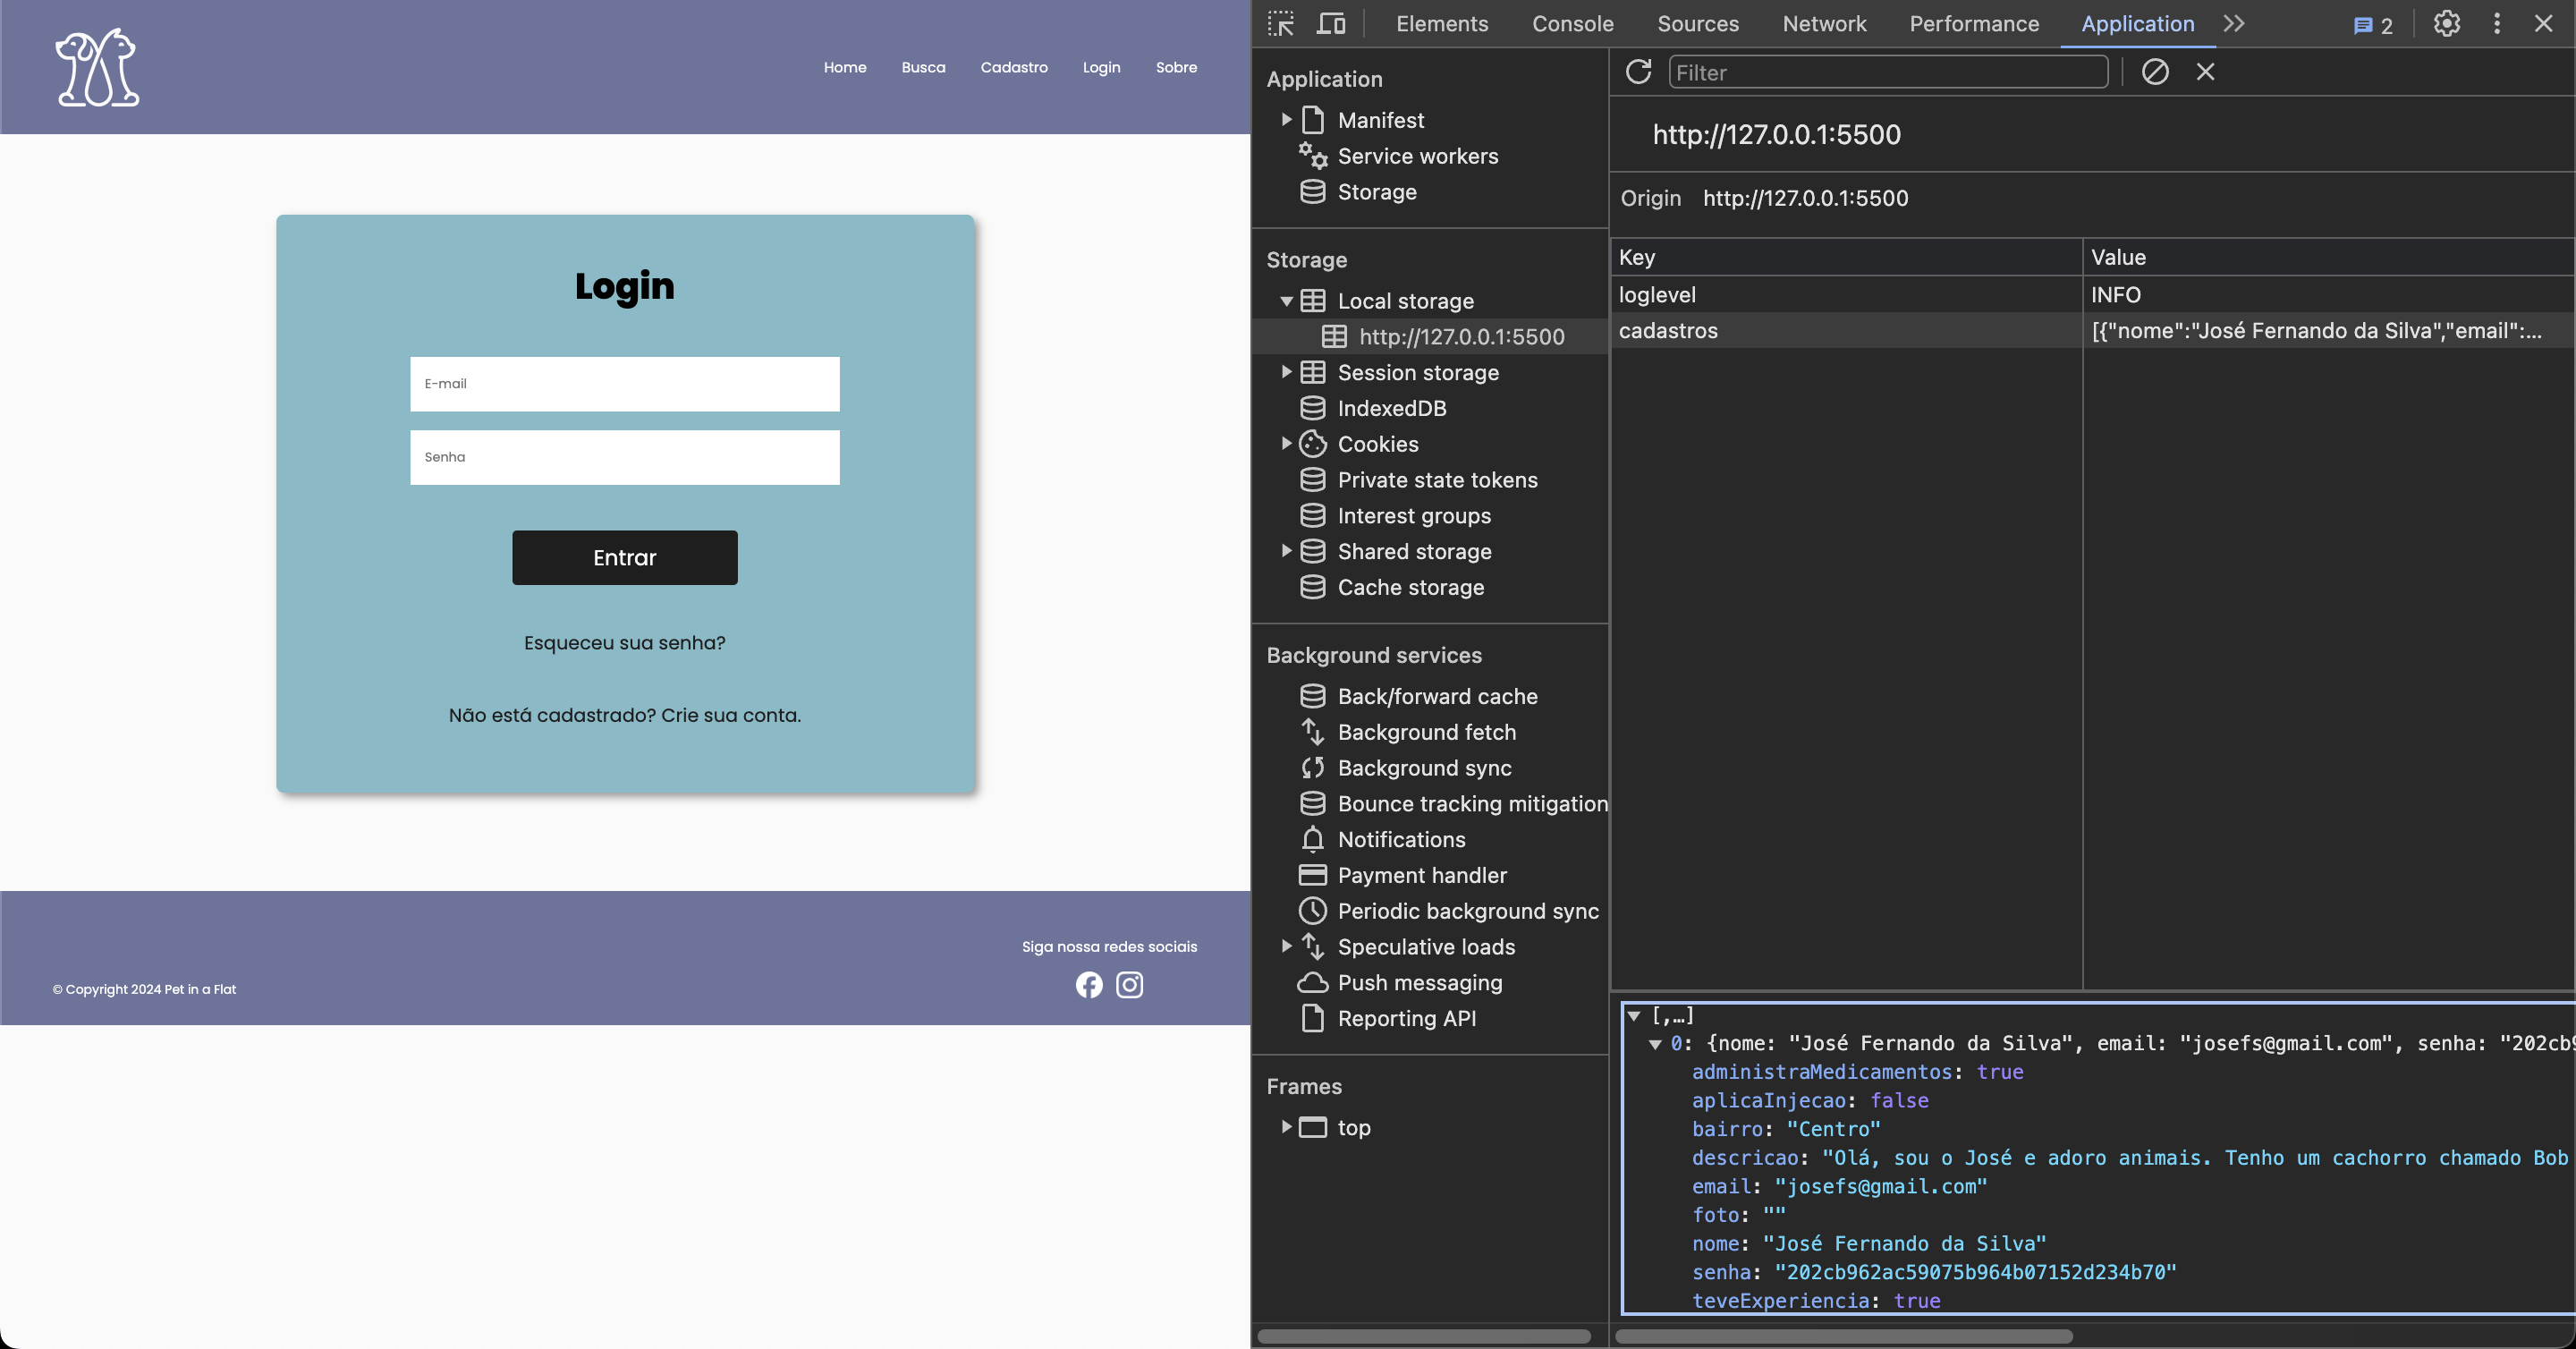 Home Busca Cadastro Login Sobre
Login
E-mail
Senha
Entrar
Esqueceu sua senha?
Não está cadastrado? Crie sua conta.
Siga nossa redes sociais
© Copyright 2024 Pet in a Flat
Elements Console Sources Network Performance Application 2
Application
Manifest
Service workers
Storage
Storage
Local storage
http://127.0.0.1:5500
Session storage
IndexedDB
Cookies
Private state tokens
Interest groups
Shared storage
Cache storage
Background services
Back/forward cache
Background fetch
Background sync
Bounce tracking mitigation
Notifications
Payment handler
Periodic background sync
Speculative loads
Push messaging
Reporting API
Frames
top
Filter
http://127.0.0.1:5500
Origin http://127.0.0.1:5500
Key Value
loglevel INFO
cadastros [{"nome":"José Fernando da Silva","email":...
[,…]
0: {nome: "José Fernando da Silva", email: "josefs@gmail.com", senha: "202cb9
administraMedicamentos: true
aplicaInjecao: false
bairro: "Centro"
descricao: "Olá, sou o José e adoro animais. Tenho um cachorro chamado Bob
email: "josefs@gmail.com"
foto: ""
nome: "José Fernando da Silva"
senha: "202cb962ac59075b964b07152d234b70"
teveExperiencia: true